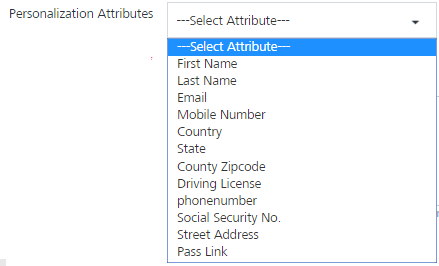 Personalization Attributes
---Select Attribute---
---Select Attribute---
First Name
Last Name
Email
Mobile Number
Country
State
County Zipcode
Driving License
phonenumber
Social Security No.
Street Address
Pass Link